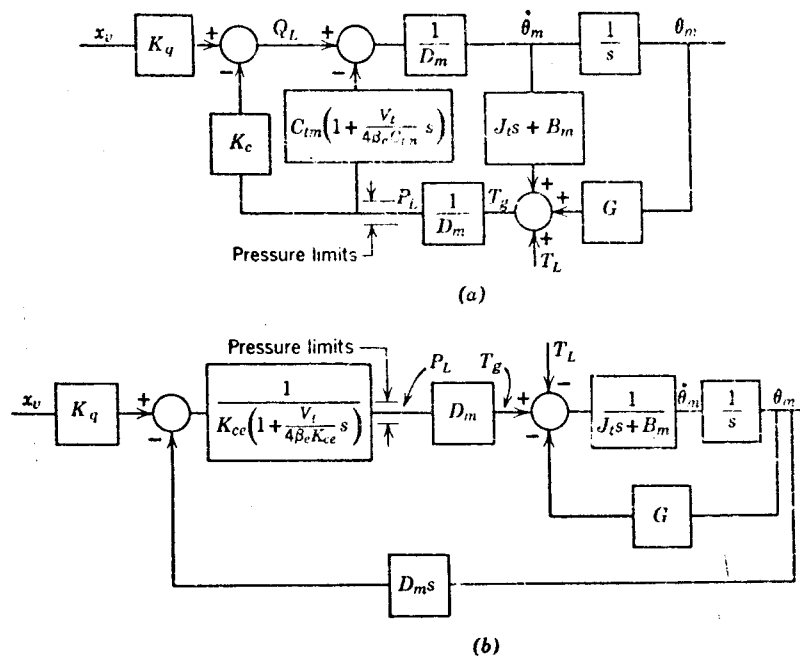 x_v K_q + − Q_L + − 1/D_m θ̇_m 1/s θ_m
K_c
C_tm(1 + V_t/(4β_e C_tm) s)
J_t s + B_m
P_L 1/D_m T_g + + + G
Pressure limits
T_L
(a)
Pressure limits
x_v K_q + − 1/(K_ce(1 + V_t/(4β_e K_ce) s)) P_L D_m T_g + − − T_L 1/(J_t s + B_m) θ̇_m 1/s θ_m
G
D_m s
(b)